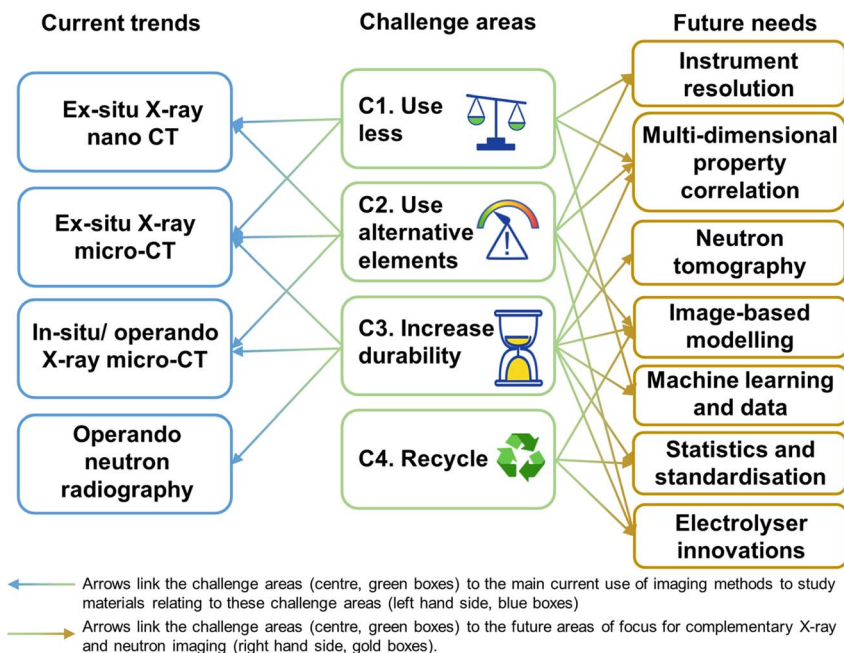 Current trends
Challenge areas
Future needs
Ex-situ X-ray
nano CT
Ex-situ X-ray
micro-CT
In-situ/ operando
X-ray micro-CT
Operando
neutron
radiography
C1. Use
less
C2. Use
alternative
elements
C3. Increase
durability
C4. Recycle
Instrument
resolution
Multi-dimensional
property
correlation
Neutron
tomography
Image-based
modelling
Machine learning
and data
Statistics and
standardisation
Electrolyser
innovations
Arrows link the challenge areas (centre, green boxes) to the main current use of imaging methods to study
materials relating to these challenge areas (left hand side, blue boxes)
Arrows link the challenge areas (centre, green boxes) to the future areas of focus for complementary X-ray
and neutron imaging (right hand side, gold boxes).